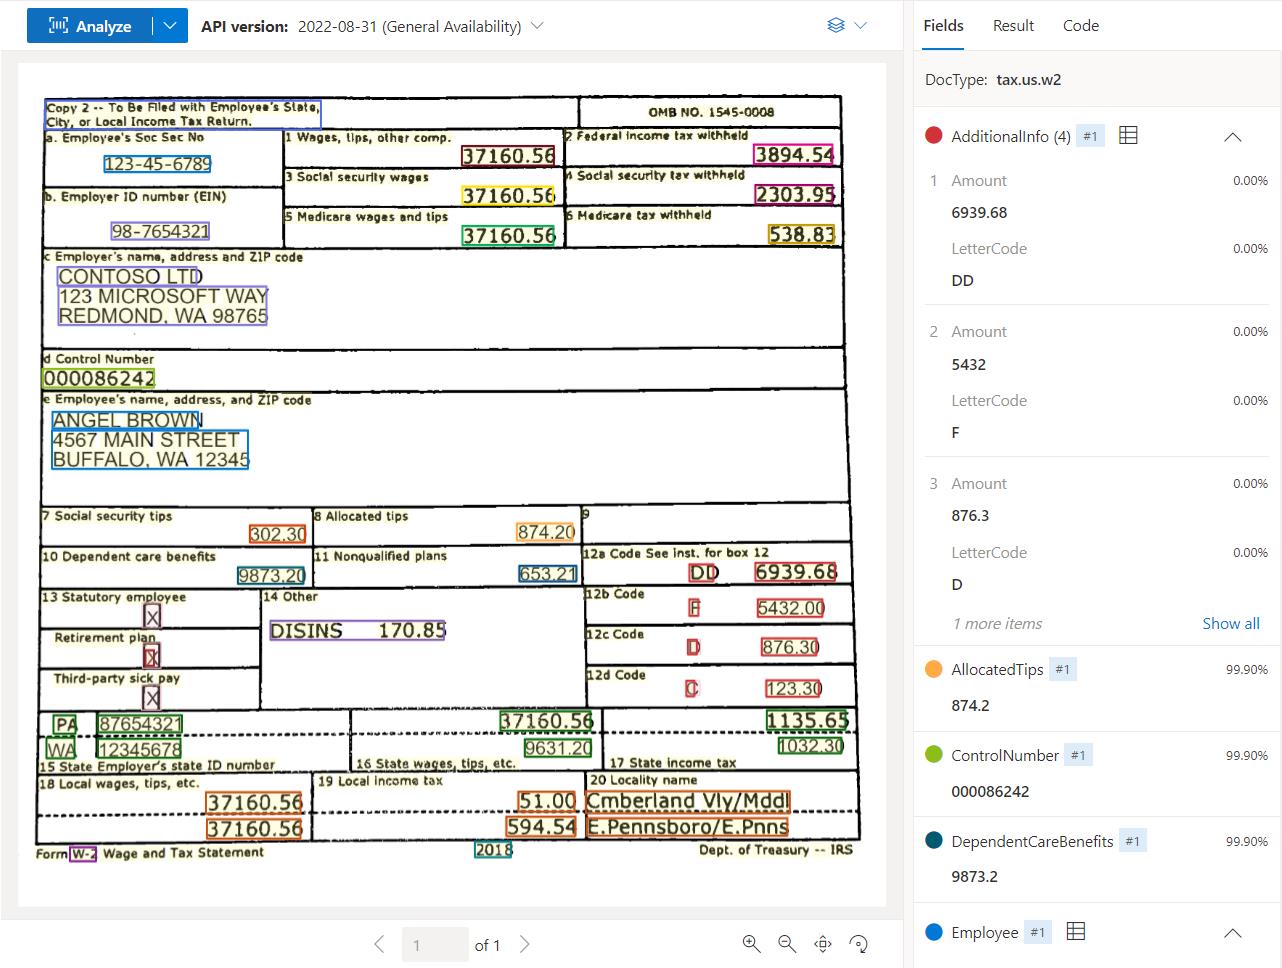 Analyze
API version: 2022-08-31 (General Availability)
Copy 2 -- To Be Filed with Employee's State,
City, or Local Income Tax Return.
OMB NO. 1545-0008
a. Employee's Soc Sec No
123-45-6789
1 Wages, tips, other comp.
37160.56
2 Federal income tax withheld
3894.54
3 Social security wages
37160.56
4 Social security tax withheld
2303.95
b. Employer ID number (EIN)
98-7654321
5 Medicare wages and tips
37160.56
6 Medicare tax withheld
538.83
c Employer's name, address and ZIP code
CONTOSO LTD
123 MICROSOFT WAY
REDMOND, WA 98765
d Control Number
000086242
e Employee's name, address, and ZIP code
ANGEL BROWN
4567 MAIN STREET
BUFFALO, WA 12345
7 Social security tips
302.30
8 Allocated tips
874.20
9
10 Dependent care benefits
9873.20
11 Nonqualified plans
653.21
12a Code See inst. for box 12
DD 6939.68
13 Statutory employee
X
Retirement plan
X
Third-party sick pay
X
14 Other
DISINS 170.85
12b Code
F 5432.00
12c Code
D 876.30
12d Code
C 123.30
PA 87654321 37160.56 1135.65
WA 12345678 9631.20 1032.30
15 State Employer's state ID number 16 State wages, tips, etc. 17 State income tax
18 Local wages, tips, etc. 19 Local income tax 20 Locality name
37160.56 51.00 Cmberland Vly/Mddl
37160.56 594.54 E.Pennsboro/E.Pnns
Form W-2 Wage and Tax Statement 2018 Dept. of Treasury -- IRS
1 of 1
Fields Result Code
DocType: tax.us.w2
AdditionalInfo (4) #1
1 Amount 0.00%
6939.68
LetterCode 0.00%
DD
2 Amount 0.00%
5432
LetterCode 0.00%
F
3 Amount 0.00%
876.3
LetterCode 0.00%
D
1 more items Show all
AllocatedTips #1 99.90%
874.2
ControlNumber #1 99.90%
000086242
DependentCareBenefits #1 99.90%
9873.2
Employee #1